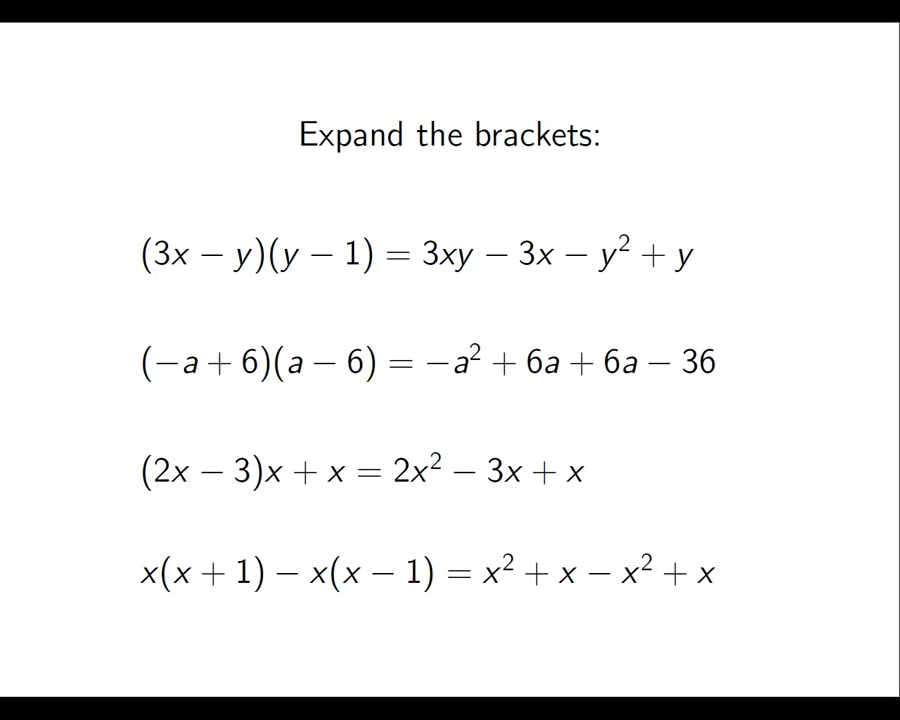 Expand the brackets:
(3x − y)(y − 1) = 3xy − 3x − y² + y
(−a + 6)(a − 6) = −a² + 6a + 6a − 36
(2x − 3)x + x = 2x² − 3x + x
x(x + 1) − x(x − 1) = x² + x − x² + x